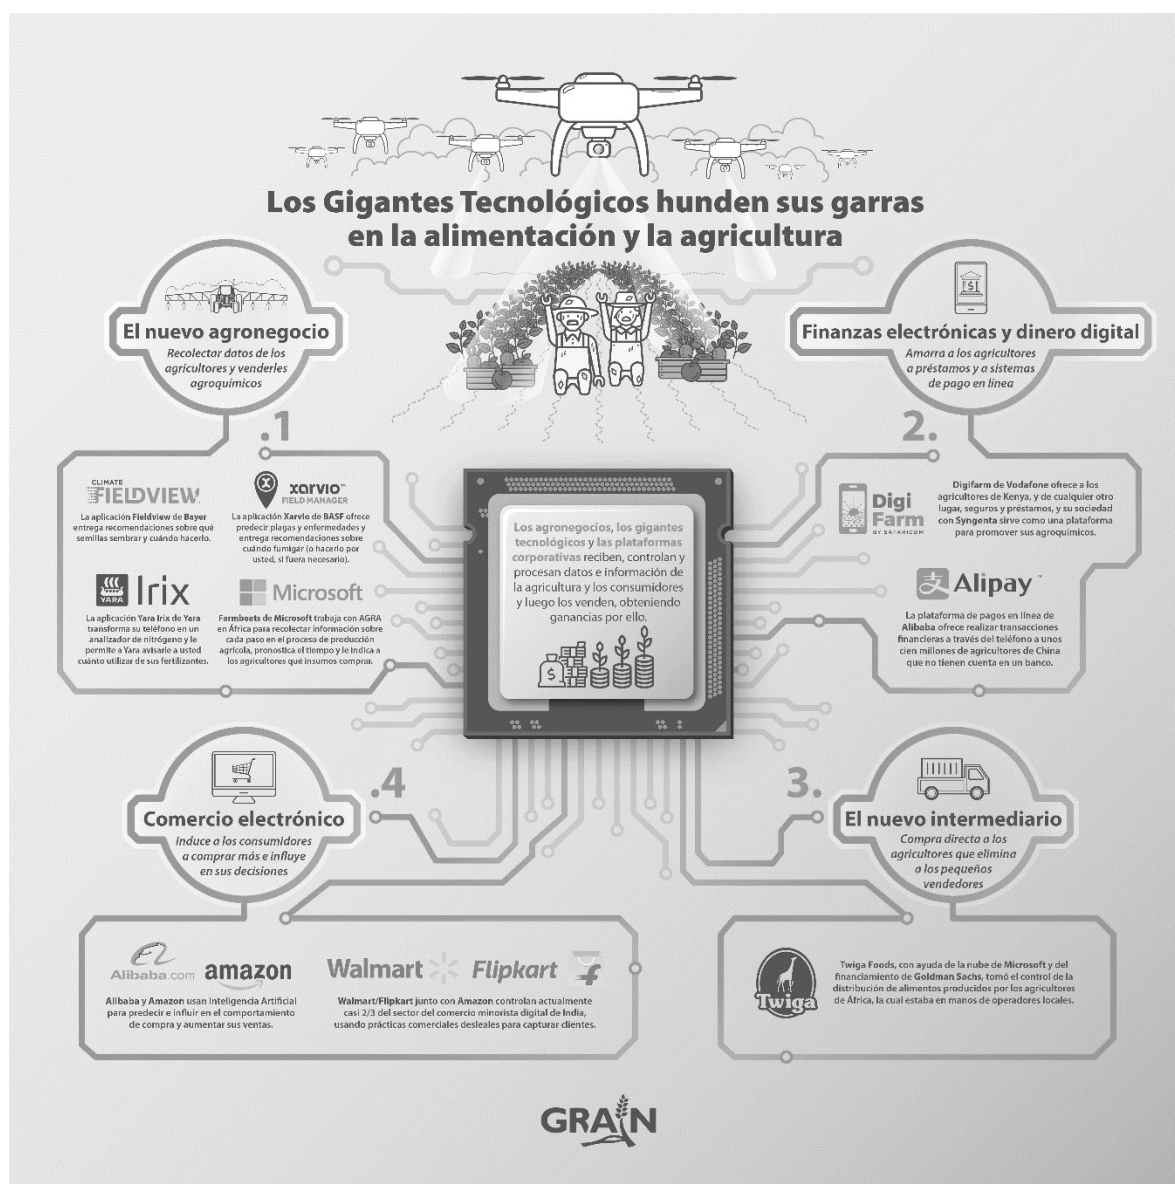 Los Gigantes Tecnológicos hunden sus garras
en la alimentación y la agricultura
El nuevo agronegocio
Recolectar datos de los
agricultores y venderles
agroquímicos
.1
CLIMATE
FIELDVIEW
La aplicación Fieldview de Bayer
entrega recomendaciones sobre qué
semillas sembrar y cuándo hacerlo.
xarvio™
FIELD MANAGER
La aplicación Xarvio de BASF ofrece
predecir plagas y enfermedades y
entrega recomendaciones sobre
cuándo fumigar (o hacerlo por
usted, si fuera necesario).
YARA
Irix
La aplicación Yara Irix de Yara
transforma su teléfono en un
analizador de nitrógeno y le
permite a Yara avisarle a usted
cuánto utilizar de sus fertilizantes.
Microsoft
Farmbeats de Microsoft trabaja con AGRA
en África para recolectar información sobre
cada paso en el proceso de producción
agrícola, pronostica el tiempo y le indica a
los agricultores qué insumos comprar.
Finanzas electrónicas y dinero digital
Amarra a los agricultores
a préstamos y a sistemas
de pago en línea
2.
Digi
Farm
BY SAFARICOM
Digifarm de Vodafone ofrece a los
agricultores de Kenya, y de cualquier otro
lugar, seguros y préstamos, y su sociedad
con Syngenta sirve como una plataforma
para promover sus agroquímicos.
Alipay™
La plataforma de pagos en línea de
Alibaba ofrece realizar transacciones
financieras a través del teléfono a unos
cien millones de agricultores de China
que no tienen cuenta en un banco.
Los agronegocios, los gigantes
tecnológicos y las plataformas
corporativas reciben, controlan y
procesan datos e información de
la agricultura y los consumidores
y luego los venden, obteniendo
ganancias por ello.
.4
Comercio electrónico
Induce a los consumidores
a comprar más e influye
en sus decisiones
Alibaba.com
amazon
Alibaba y Amazon usan Inteligencia Artificial
para predecir e influir en el comportamiento
de compra y aumentar sus ventas.
Walmart
Flipkart
Walmart/Flipkart junto con Amazon controlan actualmente
casi 2/3 del sector del comercio minorista digital de India,
usando prácticas comerciales desleales para capturar clientes.
3.
El nuevo intermediario
Compra directa a los
agricultores que elimina
a los pequeños
vendedores
Twiga
Twiga Foods, con ayuda de la nube de Microsoft y del
financiamiento de Goldman Sachs, tomó el control de la
distribución de alimentos producidos por los agricultores
de África, la cual estaba en manos de operadores locales.
GRAIN